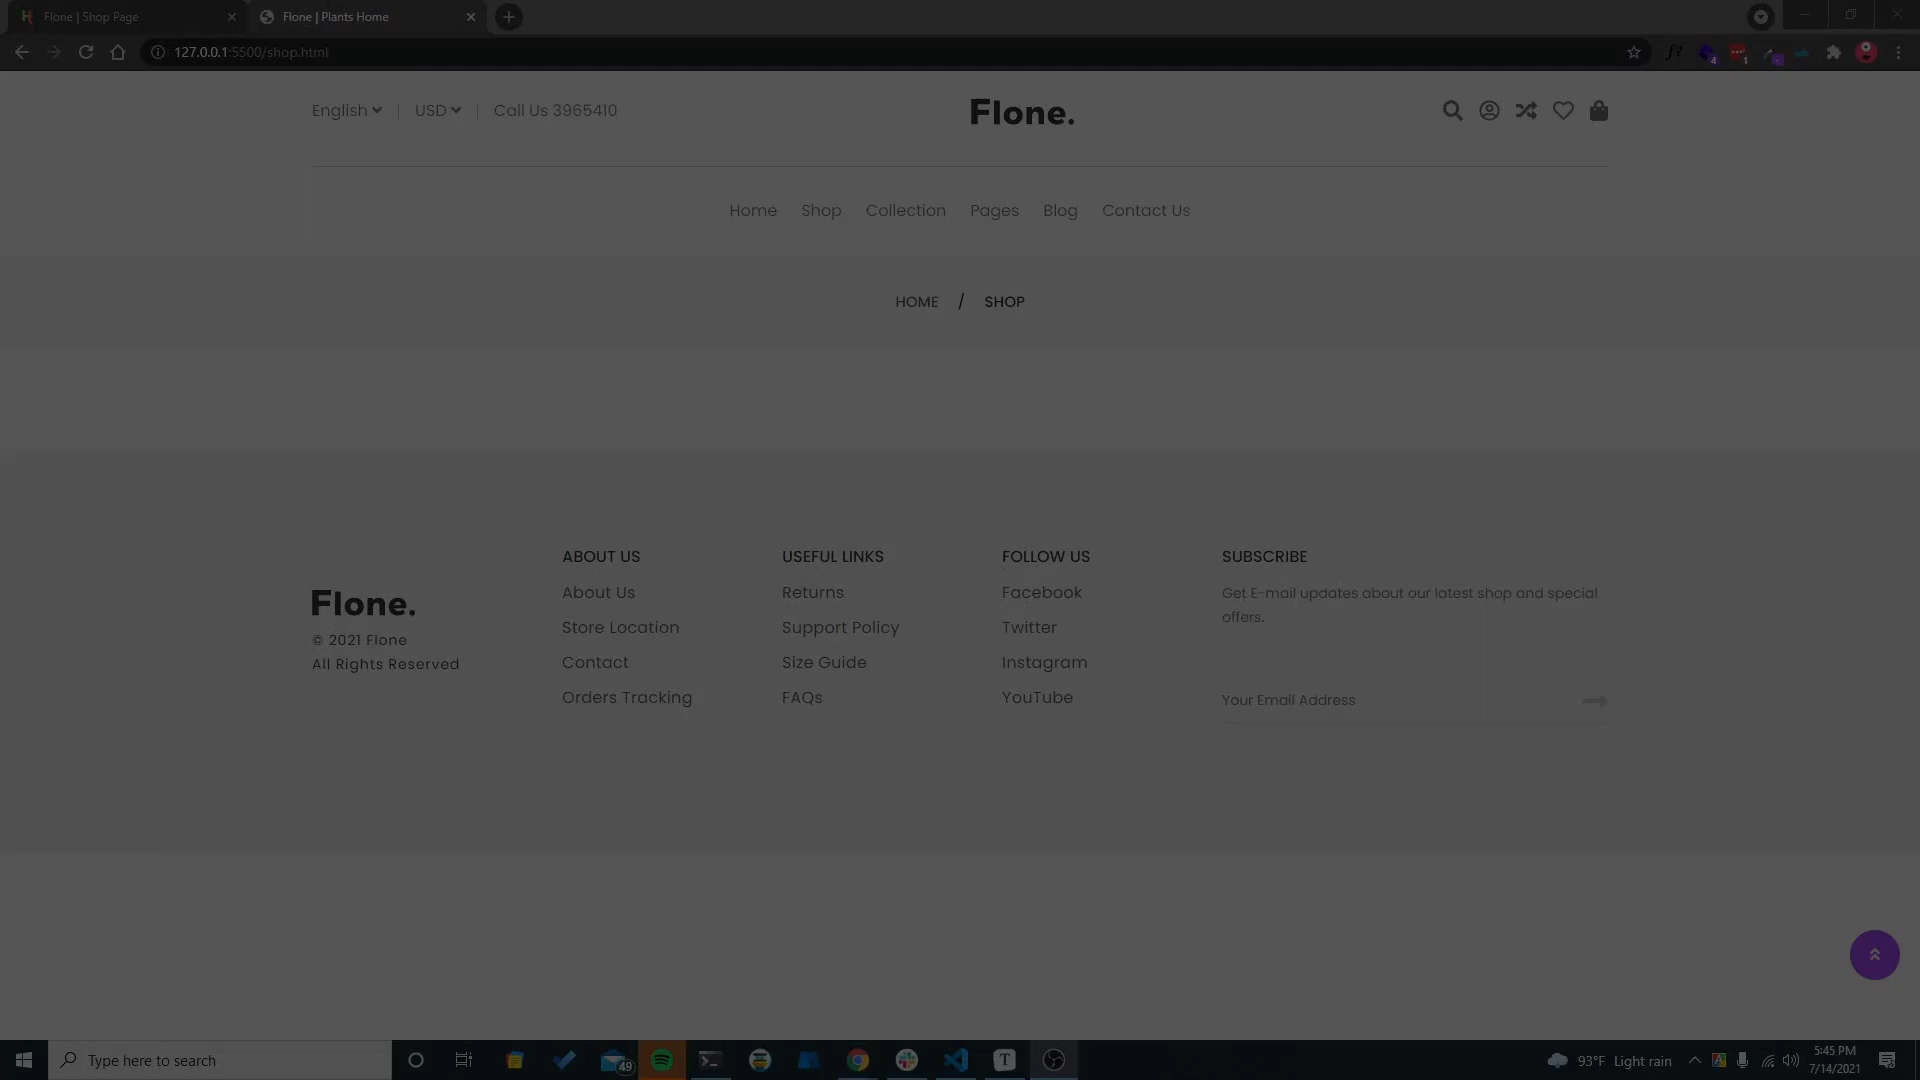 Flone | Shop Page
Flone | Plants Home
127.0.0.1:5500/shop.html
f?
4
1
English
USD
Call Us 3965410
Flone.
Home
Shop
Collection
Pages
Blog
Contact Us
HOME / SHOP
Flone.
© 2021 Flone
All Rights Reserved
ABOUT US
About Us
Store Location
Contact
Orders Tracking
USEFUL LINKS
Returns
Support Policy
Size Guide
FAQs
FOLLOW US
Facebook
Twitter
Instagram
YouTube
SUBSCRIBE
Get E-mail updates about our latest shop and special
offers.
Your Email Address
Type here to search
49
T
93°F Light rain
A
5:45 PM
7/14/2021